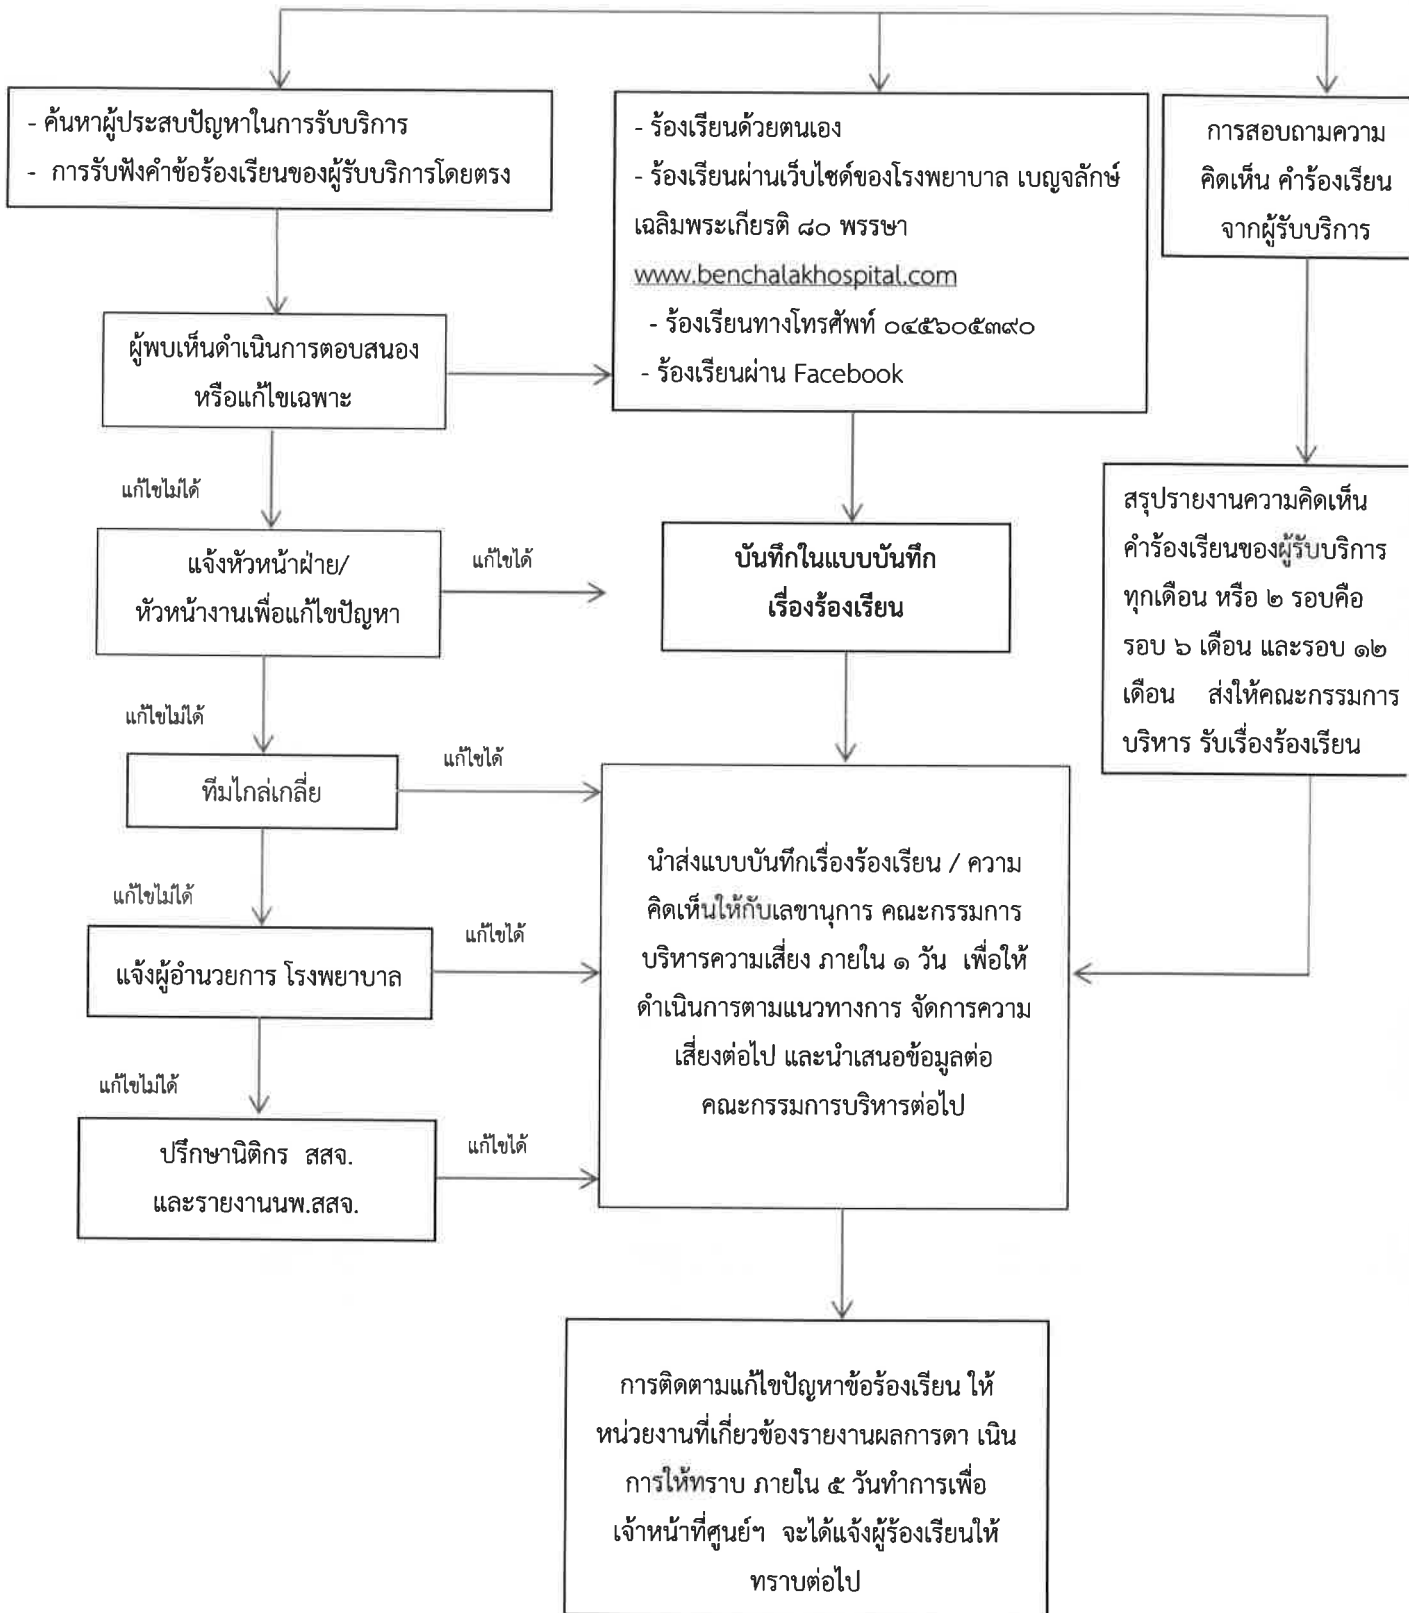 - ค้นหาผู้ประสบปัญหาในการรับบริการ
- การรับฟังคำข้อร้องเรียนของผู้รับบริการโดยตรง
- ร้องเรียนด้วยตนเอง
- ร้องเรียนผ่านเว็บไซด์ของโรงพยาบาล เบญจลักษ์
เฉลิมพระเกียรติ ๘๐ พรรษา
www.benchalakhospital.com
- ร้องเรียนทางโทรศัพท์ ๐๔๕๖๐๕๓๙๐
- ร้องเรียนผ่าน Facebook
การสอบถามความ
คิดเห็น คำร้องเรียน
จากผู้รับบริการ
ผู้พบเห็นดำเนินการตอบสนอง
หรือแก้ไขเฉพาะ
แก้ไขไม่ได้
แจ้งหัวหน้าฝ่าย/
หัวหน้างานเพื่อแก้ไขปัญหา
แก้ไขได้
บันทึกในแบบบันทึก
เรื่องร้องเรียน
สรุปรายงานความคิดเห็น
คำร้องเรียนของผู้รับบริการ
ทุกเดือน หรือ ๒ รอบคือ
รอบ ๖ เดือน และรอบ ๑๒
เดือน ส่งให้คณะกรรมการ
บริหาร รับเรื่องร้องเรียน
แก้ไขไม่ได้
ทีมไกล่เกลี่ย
แก้ไขได้
แก้ไขไม่ได้
แจ้งผู้อำนวยการ โรงพยาบาล
แก้ไขได้
แก้ไขไม่ได้
ปรึกษานิติกร สสจ.
และรายงานนพ.สสจ.
แก้ไขได้
นำส่งแบบบันทึกเรื่องร้องเรียน / ความ
คิดเห็นให้กับเลขานุการ คณะกรรมการ
บริหารความเสี่ยง ภายใน ๑ วัน เพื่อให้
ดำเนินการตามแนวทางการ จัดการความ
เสี่ยงต่อไป และนำเสนอข้อมูลต่อ
คณะกรรมการบริหารต่อไป
การติดตามแก้ไขปัญหาข้อร้องเรียน ให้
หน่วยงานที่เกี่ยวข้องรายงานผลการดา เนิน
การให้ทราบ ภายใน ๕ วันทำการเพื่อ
เจ้าหน้าที่ศูนย์ฯ จะได้แจ้งผู้ร้องเรียนให้
ทราบต่อไป